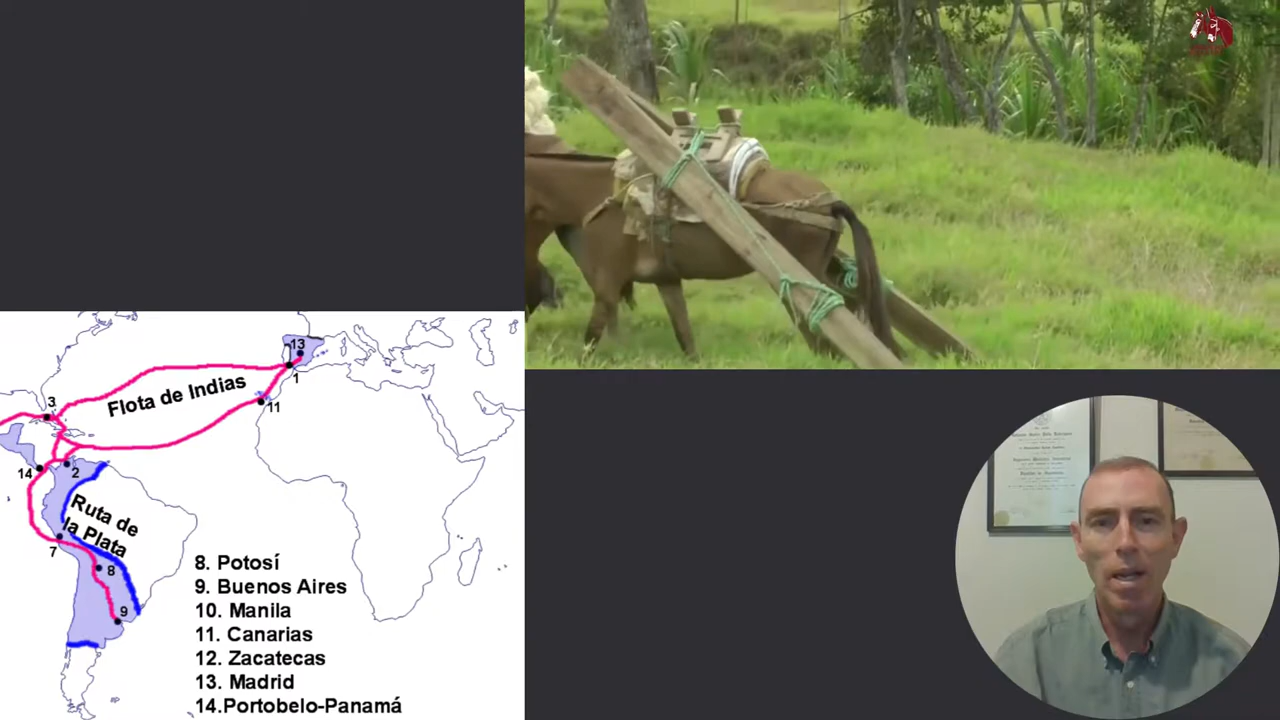 13
1
3
Flota de Indias
11
14
2
Ruta de
la Plata
7
8
9
8. Potosí
9. Buenos Aires
10. Manila
11. Canarias
12. Zacatecas
13. Madrid
14.Portobelo-Panamá